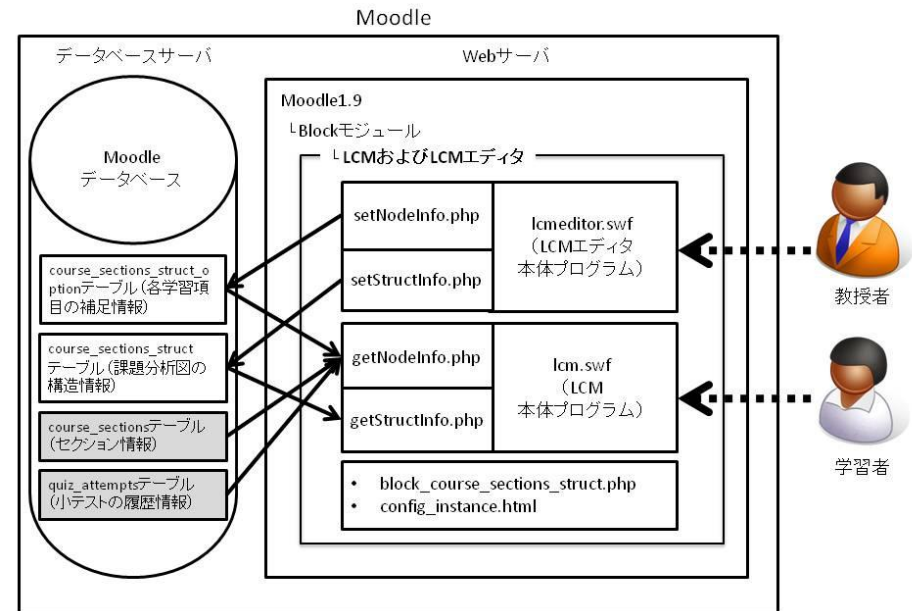 Moodle
データベースサーバ
Moodle
データベース
course_sections_struct_o
ptionテーブル(各学習項
目の補足情報)
course_sections_struct
テーブル(課題分析図の
構造情報)
course_sectionsテーブル
(セクション情報)
quiz_attemptsテーブル
(小テストの履歴情報)
Webサーバ
Moodle1.9
└Blockモジュール
└LCMおよびLCMエディタ
setNodeInfo.php
setStructInfo.php
lcmeditor.swf
(LCMエディタ
本体プログラム)
getNodeInfo.php
getStructInfo.php
lcm.swf
(LCM
本体プログラム)
• block_course_sections_struct.php
• config_instance.html
教授者
学習者